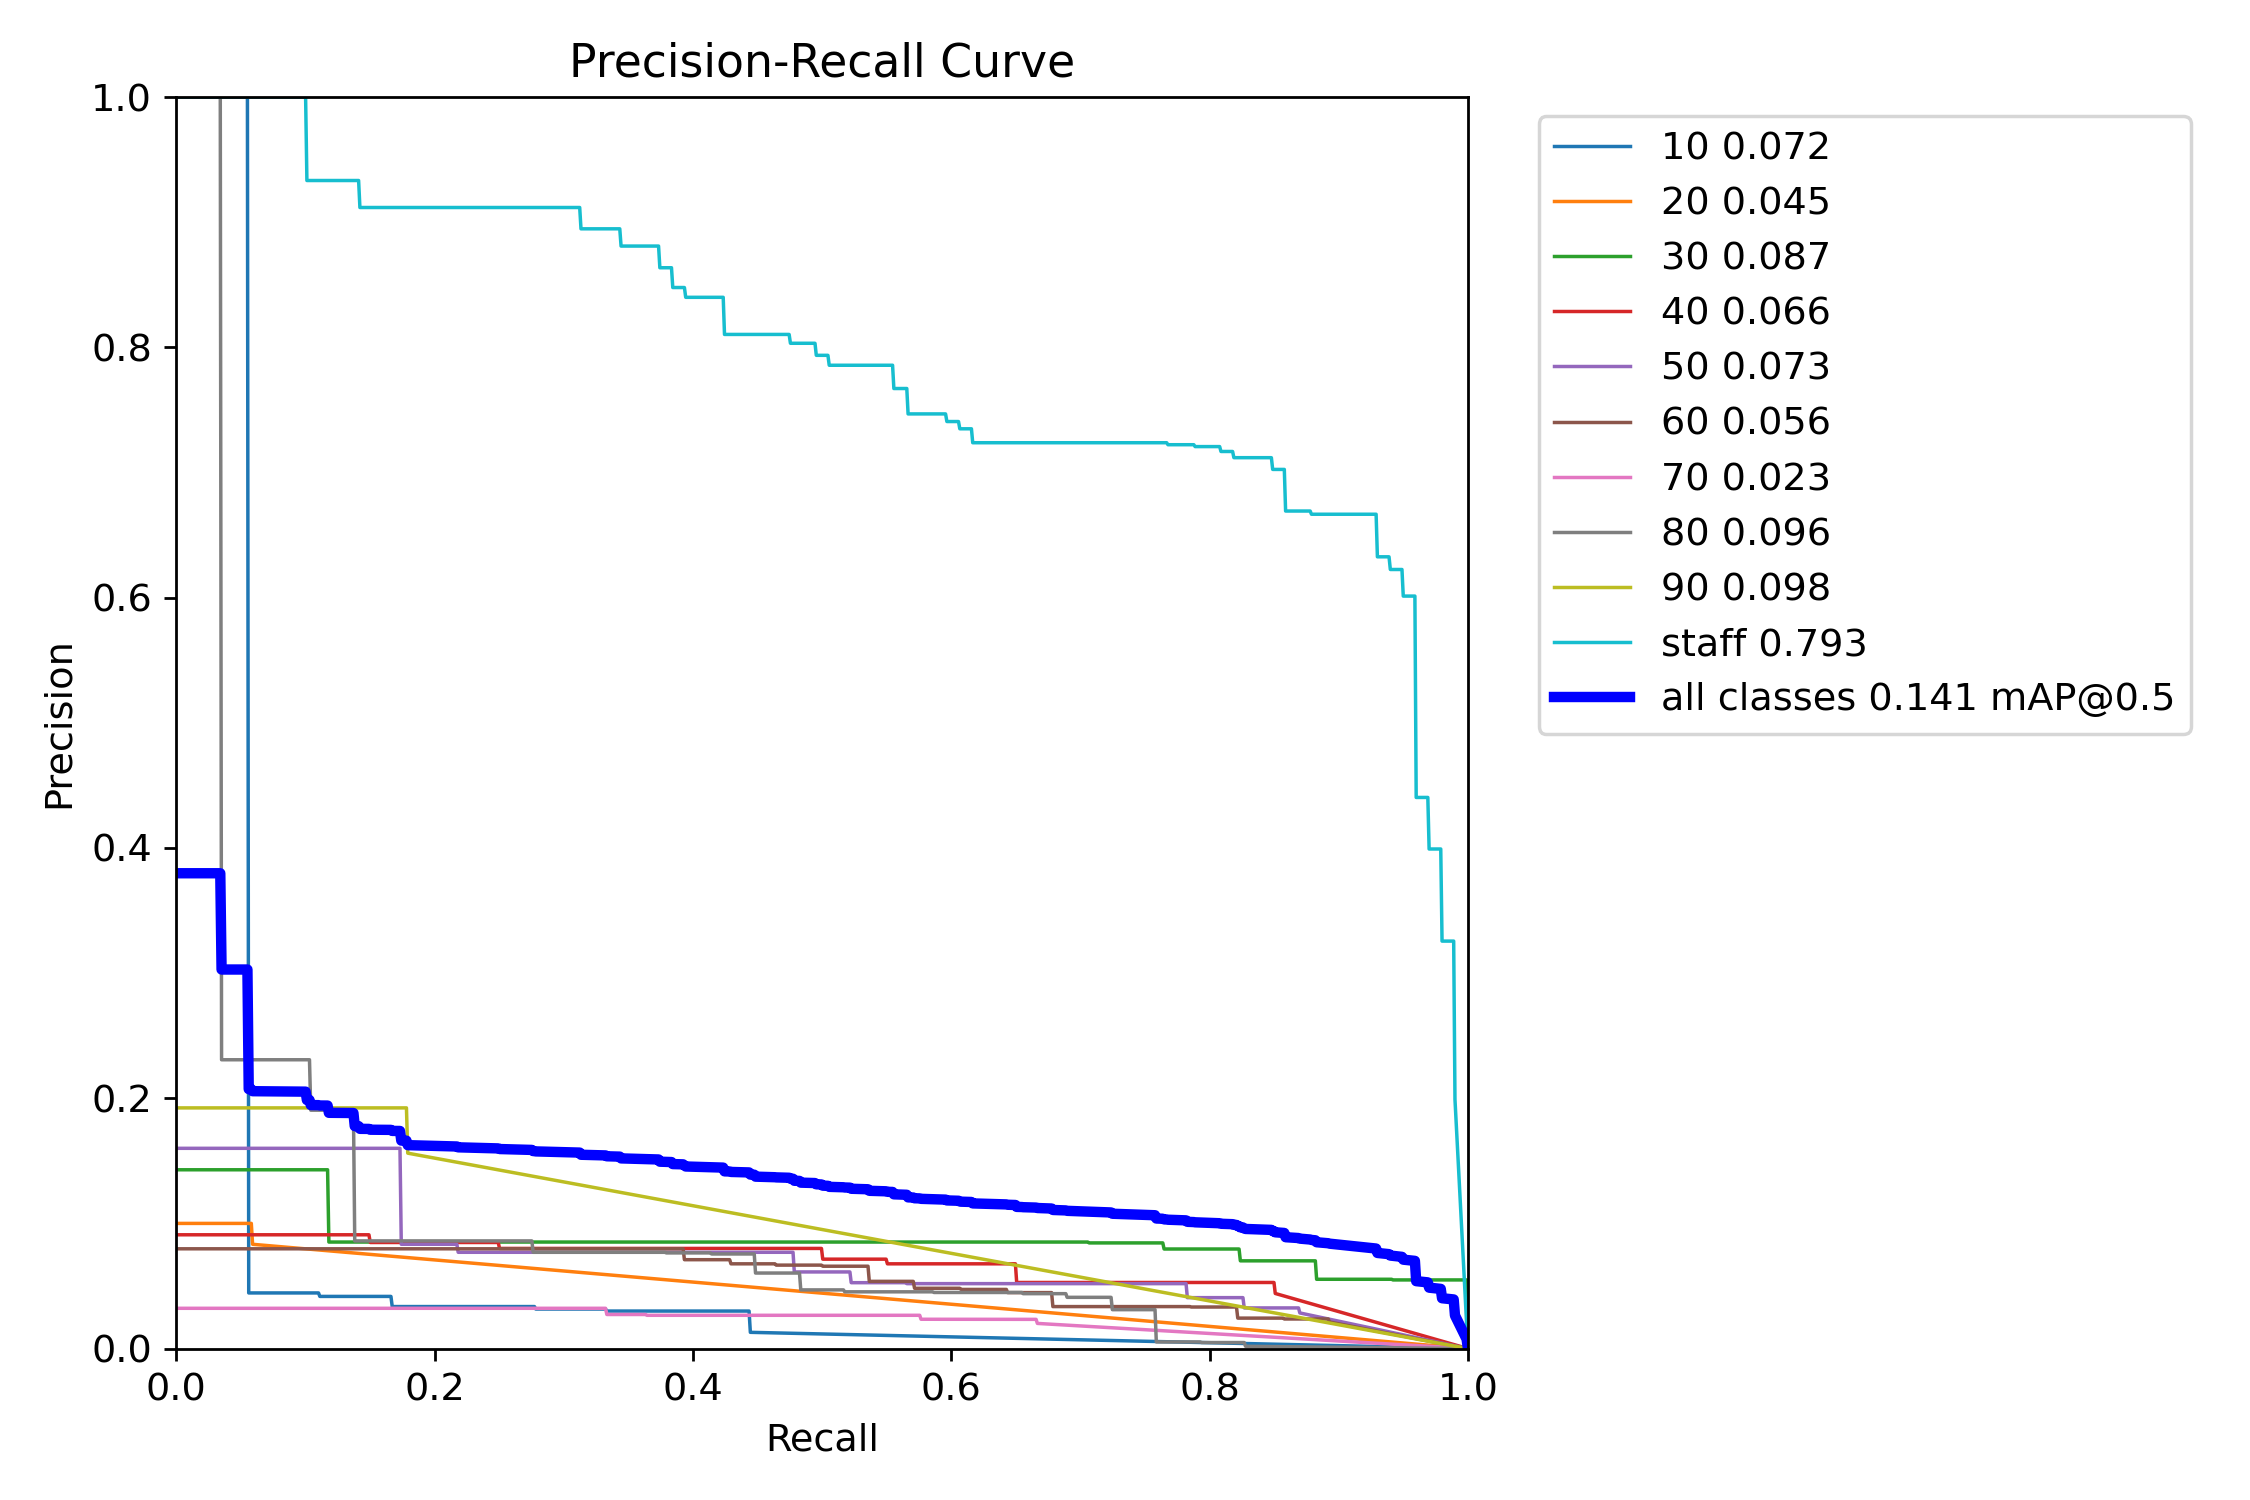 Precision-Recall Curve
1.0
0.8
0.6
0.4
0.2
0.0
Precision
0.0 0.2 0.4 0.6 0.8 1.0
Recall
10 0.072
20 0.045
30 0.087
40 0.066
50 0.073
60 0.056
70 0.023
80 0.096
90 0.098
staff 0.793
all classes 0.141 mAP@0.5